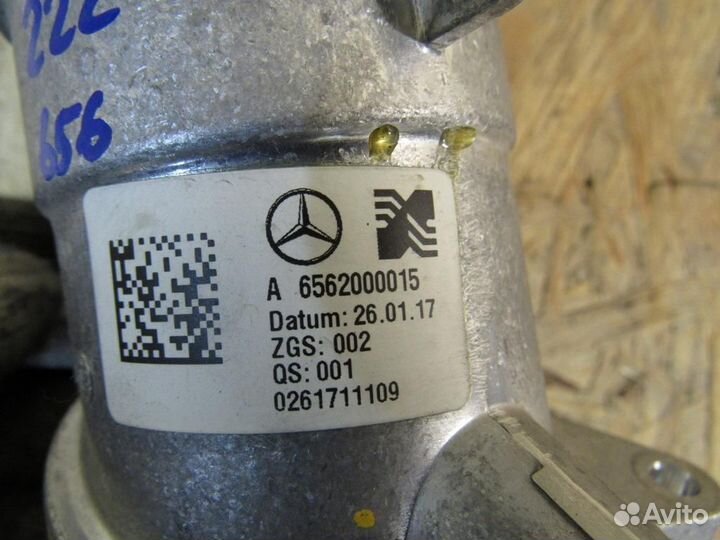 222
656
A 6562000015
Datum: 26.01.17
ZGS: 002
QS: 001
0261711109
Avito